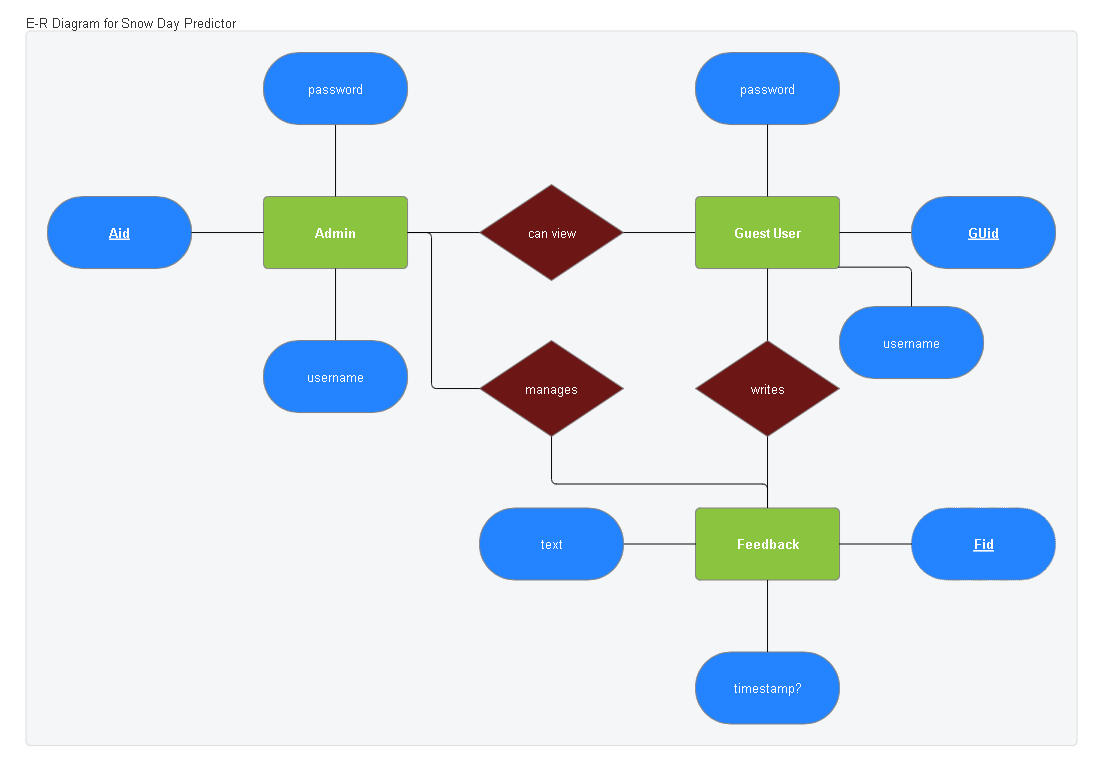 E-R Diagram for Snow Day Predictor
password
password
Aid
Admin
can view
Guest User
GUid
username
username
manages
writes
text
Feedback
Fid
timestamp?